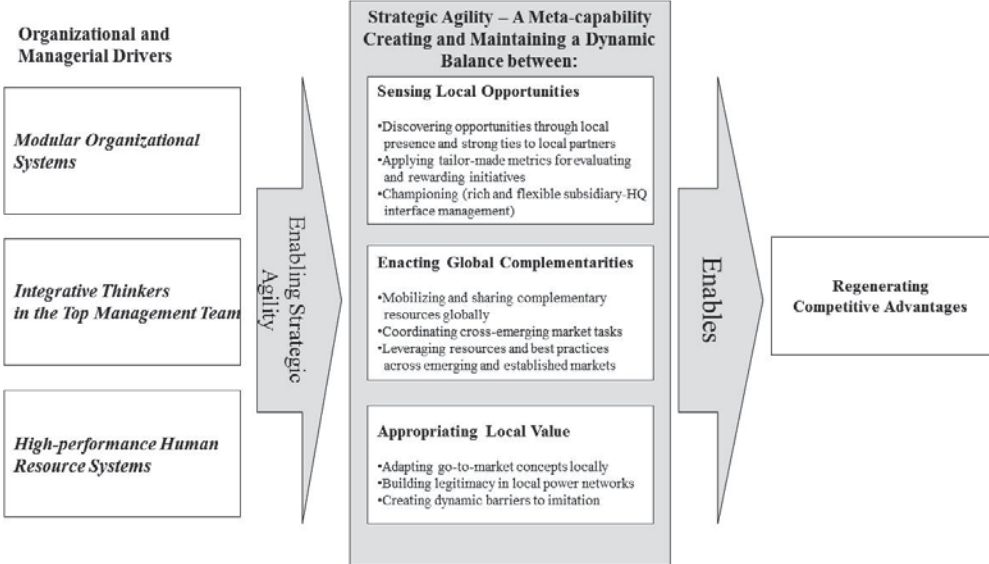 Organizational and
Managerial Drivers
Modular Organizational
Systems
Integrative Thinkers
in the Top Management Team
High-performance Human
Resource Systems
Enabling Strategic
Agility
Strategic Agility – A Meta-capability
Creating and Maintaining a Dynamic
Balance between:
Sensing Local Opportunities
•Discovering opportunities through local
presence and strong ties to local partners
•Applying tailor-made metrics for evaluating
and rewarding initiatives
•Championing (rich and flexible subsidiary-HQ
interface management)
Enacting Global Complementarities
•Mobilizing and sharing complementary
resources globally
•Coordinating cross-emerging market tasks
•Leveraging resources and best practices
across emerging and established markets
Appropriating Local Value
•Adapting go-to-market concepts locally
•Building legitimacy in local power networks
•Creating dynamic barriers to imitation
Enables
Regenerating
Competitive Advantages